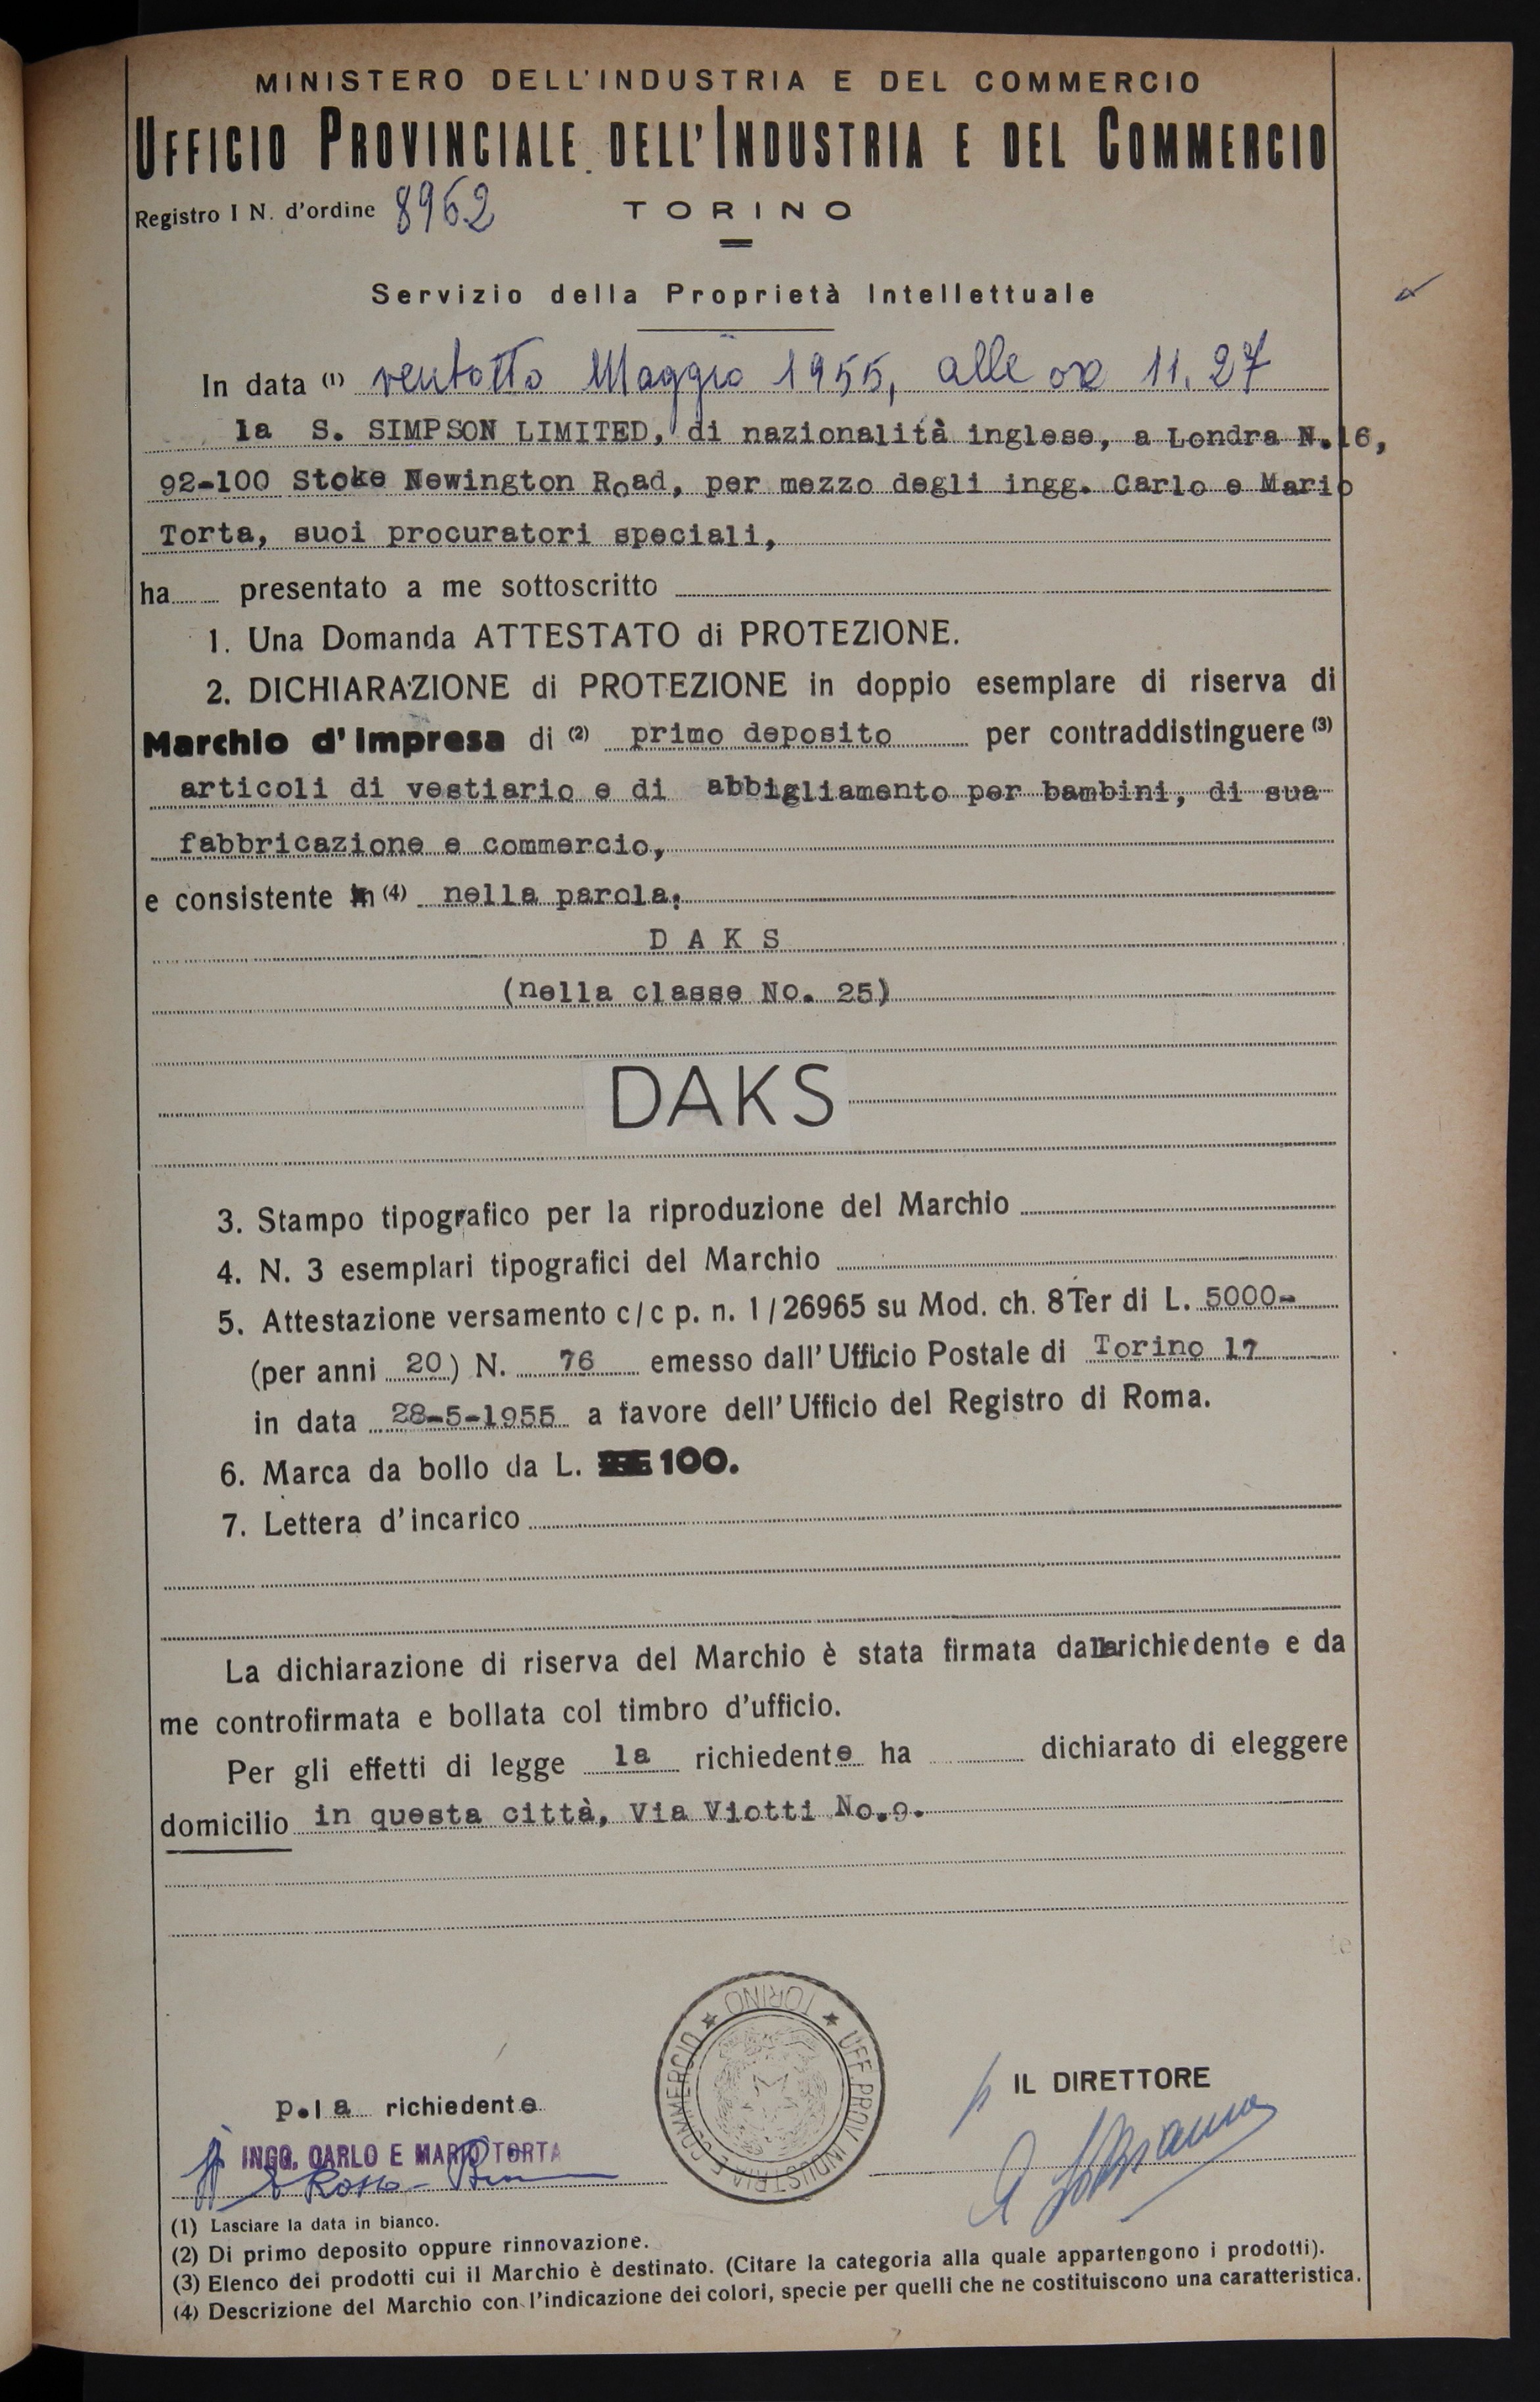 MINISTERO DELL'INDUSTRIA E DEL COMMERCIO
UFFICIO PROVINCIALE DELL'INDUSTRIA E DEL COMMERCIO
Registro I N. d'ordine 8962
TORINO
Servizio della Proprietà Intellettuale
In data (1) ventotto Maggio 1955, alle ore 11.27
la S. SIMPSON LIMITED, di nazionalità inglese, a Londra N.16,
92-100 Stoke Newington Road, per mezzo degli ingg. Carlo e Mario
Torta, suoi procuratori speciali,
ha presentato a me sottoscritto
1. Una Domanda ATTESTATO di PROTEZIONE.
2. DICHIARAZIONE di PROTEZIONE in doppio esemplare di riserva di
Marchio d'Impresa di (2) primo deposito per contraddistinguere (3)
articoli di vestiario e di abbigliamento per bambini, di sua
fabbricazione e commercio,
e consistente (4) nella parola:
D A K S
(nella classe No. 25)
DAKS
3. Stampo tipografico per la riproduzione del Marchio
4. N. 3 esemplari tipografici del Marchio
5. Attestazione versamento c/c p. n. 1/26965 su Mod. ch. 8 Ter di L. 5000-
(per anni 20) N. 76 emesso dall'Ufficio Postale di Torino 17
in data 28-5-1955 a favore dell'Ufficio del Registro di Roma.
6. Marca da bollo da L. 100.
7. Lettera d'incarico
La dichiarazione di riserva del Marchio è stata firmata dalla richiedente e da
me controfirmata e bollata col timbro d'ufficio.
Per gli effetti di legge la richiedente ha dichiarato di eleggere
domicilio in questa città, Via Viotti No.9.
UFF. PROV. INDUSTRIA E COMMERCIO ★ TORINO ★
p.la richiedente
IL DIRETTORE
INGG. CARLO E MARIO TORTA
(1) Lasciare la data in bianco.
(2) Di primo deposito oppure rinnovazione.
(3) Elenco dei prodotti cui il Marchio è destinato. (Citare la categoria alla quale appartengono i prodotti).
(4) Descrizione del Marchio con l'indicazione dei colori, specie per quelli che ne costituiscono una caratteristica.